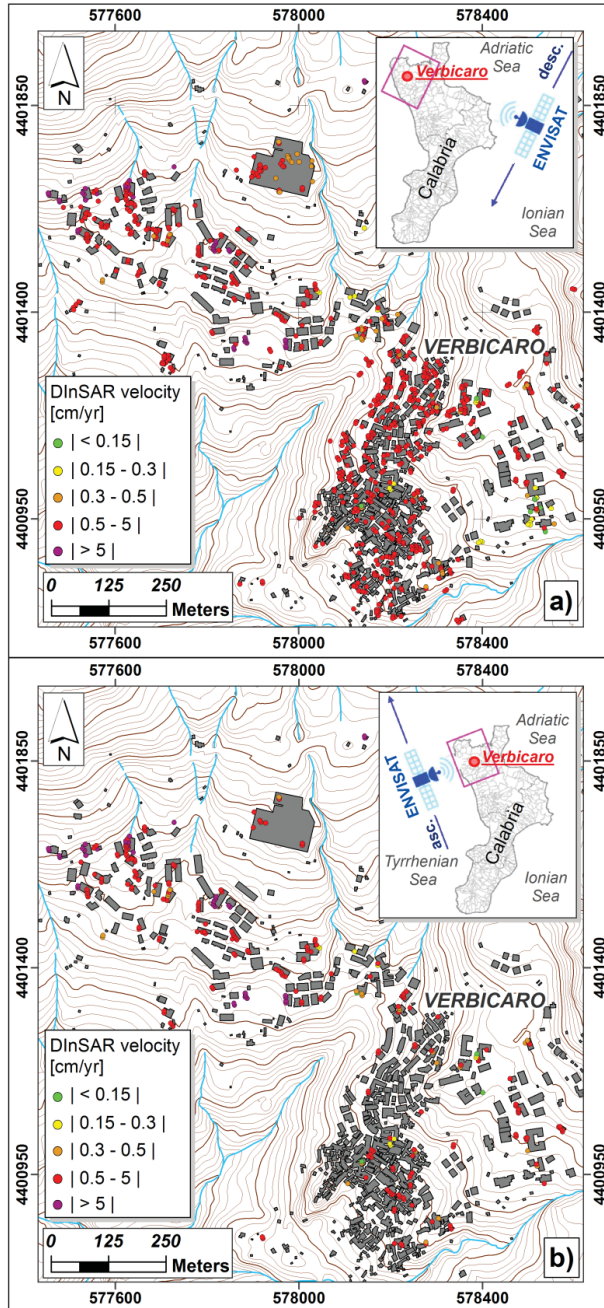 577600 578000 578400
4401850
4401850
N
Adriatic
Sea
Verbicaro
desc.
ENVISAT
Calabria
Ionian
Sea
4401400
4401400
VERBICARO
DInSAR velocity
[cm/yr]
| < 0.15 |
| 0.15 - 0.3 |
| 0.3 - 0.5 |
| 0.5 - 5 |
| > 5 |
4400950
4400950
0 125 250
Meters
a)
577600 578000 578400
577600 578000 578400
4401850
4401850
N
Adriatic
Sea
Verbicaro
ENVISAT
asc.
Calabria
Tyrrhenian
Sea
Ionian
Sea
4401400
4401400
VERBICARO
DInSAR velocity
[cm/yr]
| < 0.15 |
| 0.15 - 0.3 |
| 0.3 - 0.5 |
| 0.5 - 5 |
| > 5 |
4400950
4400950
0 125 250
Meters
b)
577600 578000 578400